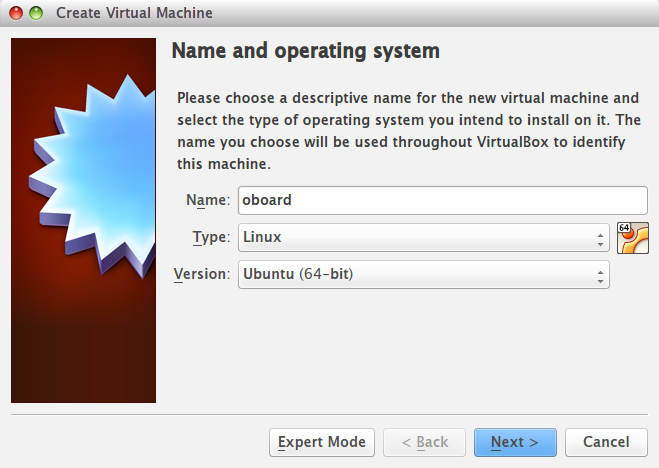 Create Virtual Machine
Name and operating system
Please choose a descriptive name for the new virtual machine and
select the type of operating system you intend to install on it. The
name you choose will be used throughout VirtualBox to identify
this machine.
Name: oboard
Type: Linux
64
Version: Ubuntu (64-bit)
Expert Mode < Back Next > Cancel